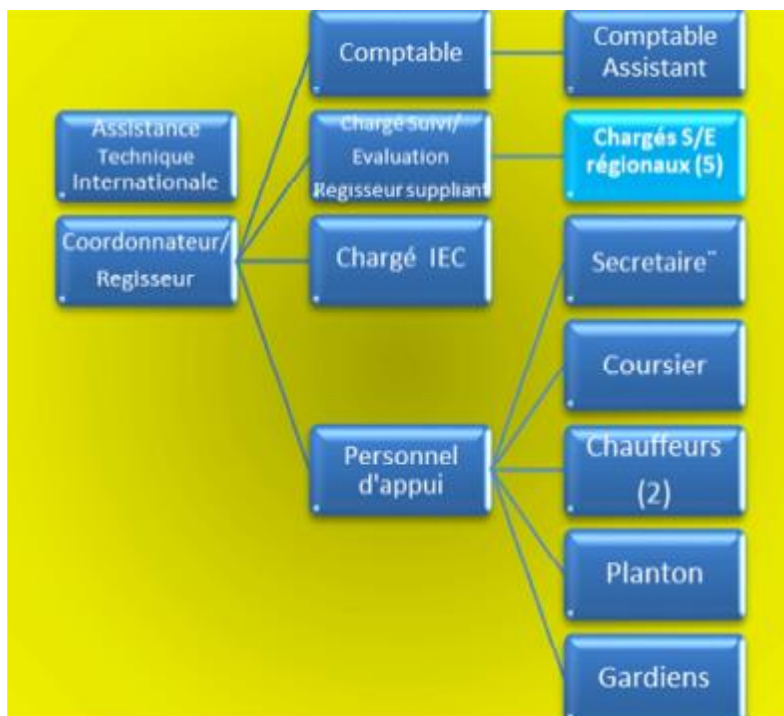 Comptable
Comptable
Assistant
Assistance
Technique
Internationale
Chargé Suivi/
Evaluation
Regisseur suppliant
Chargés S/E
régionaux (5)
Coordonnateur/
Regisseur
Chargé IEC
Secretaire¨
Coursier
Personnel
d'appui
Chauffeurs
(2)
Planton
Gardiens